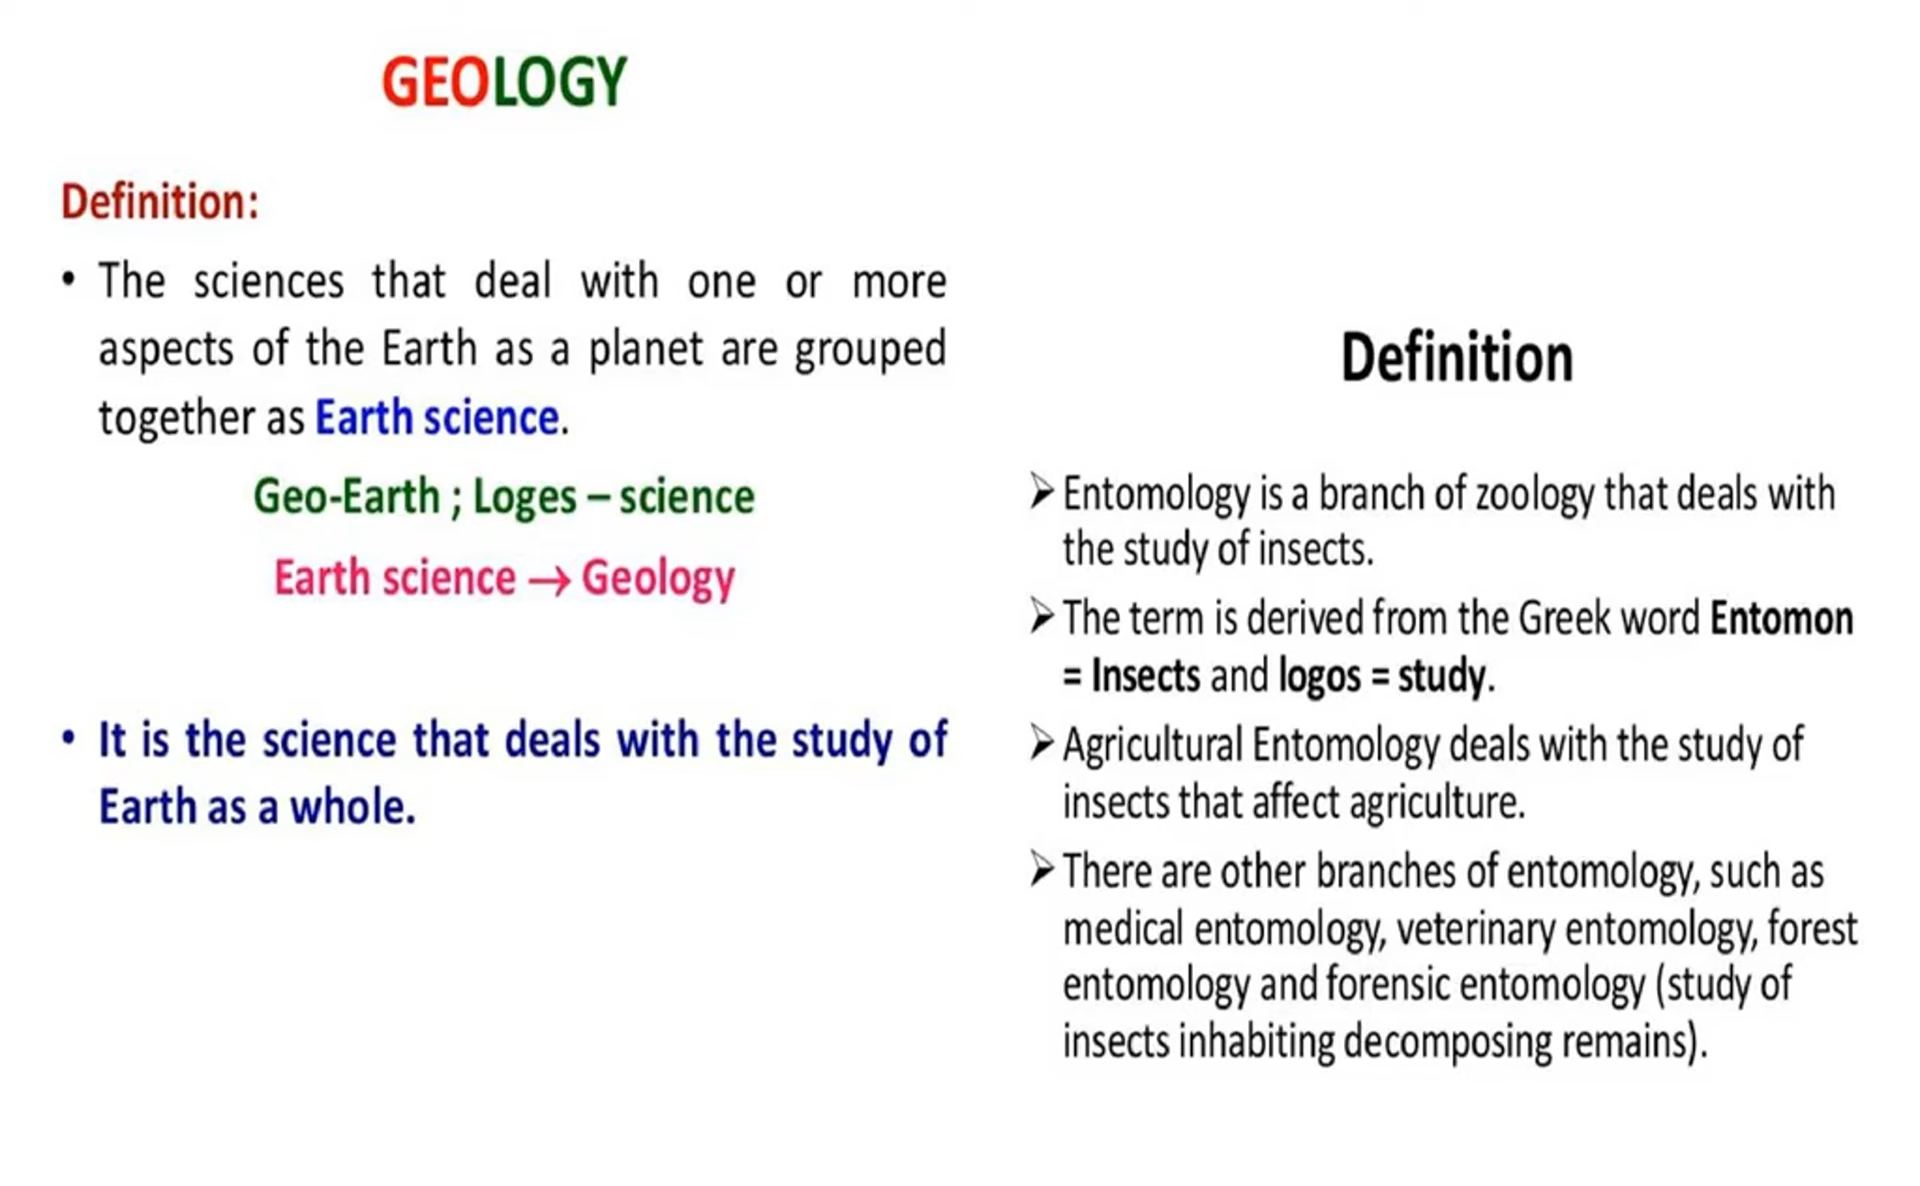 GEOLOGY
Definition:
• The sciences that deal with one or more
aspects of the Earth as a planet are grouped
together as Earth science.
Geo-Earth ; Loges – science
Earth science → Geology
• It is the science that deals with the study of
Earth as a whole.
Definition
➢ Entomology is a branch of zoology that deals with
the study of insects.
➢ The term is derived from the Greek word Entomon
= Insects and logos = study.
➢ Agricultural Entomology deals with the study of
insects that affect agriculture.
➢ There are other branches of entomology, such as
medical entomology, veterinary entomology, forest
entomology and forensic entomology (study of
insects inhabiting decomposing remains).